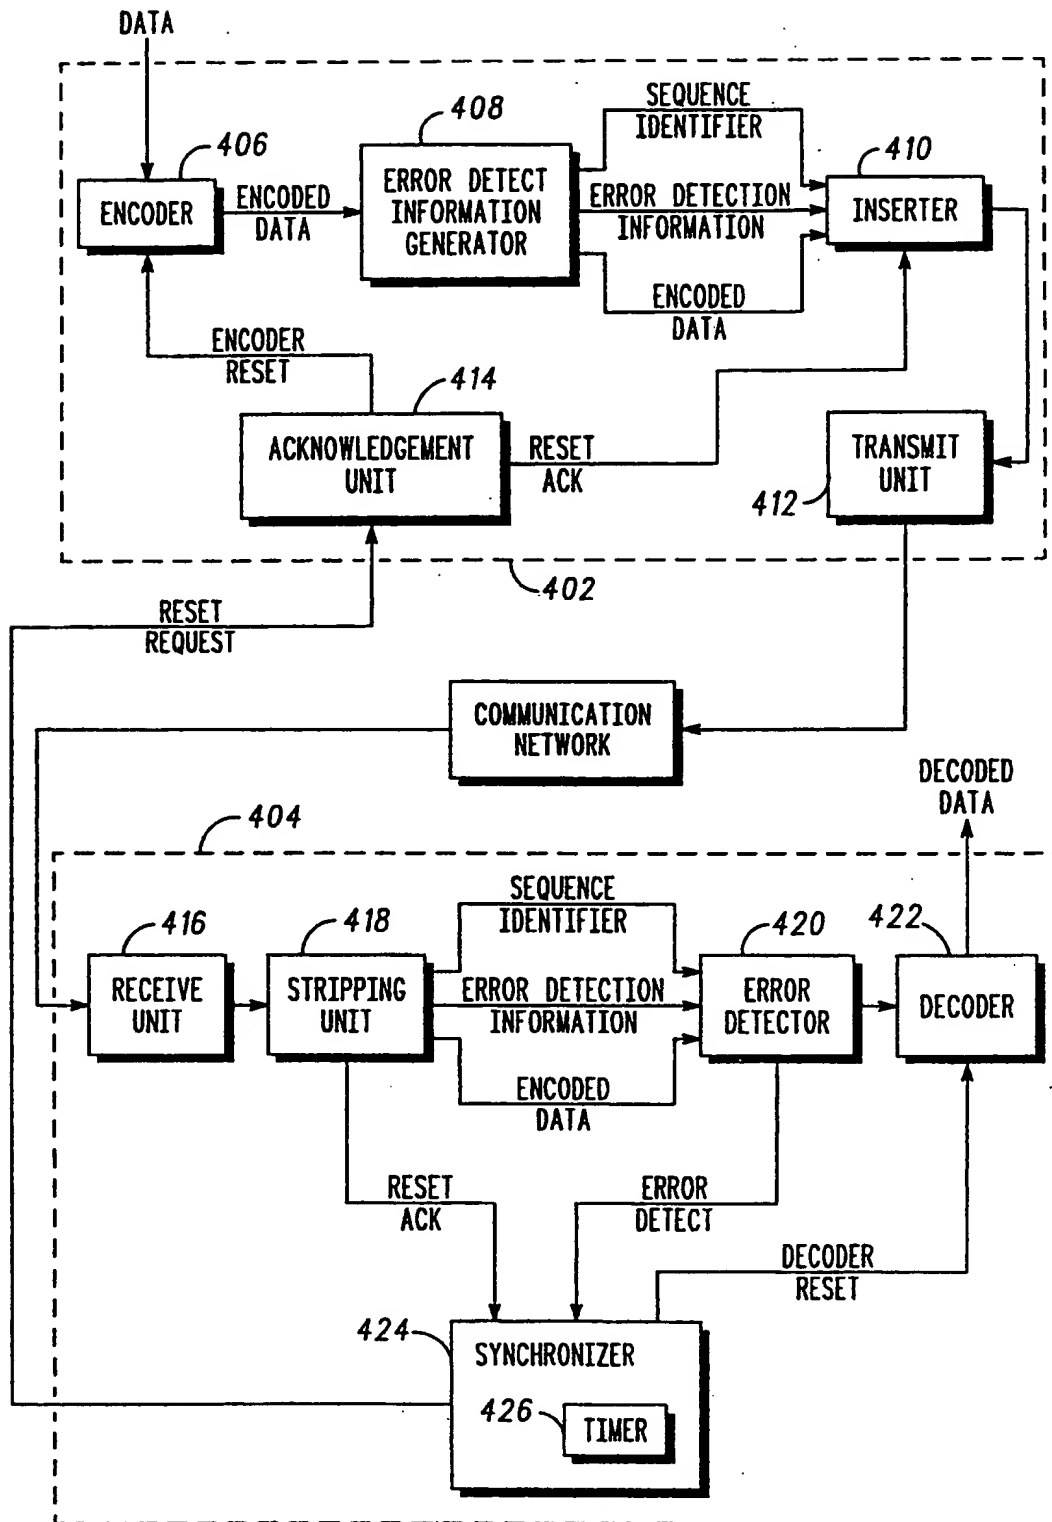 DATA
406
ENCODER
ENCODED
DATA
408
ERROR DETECT
INFORMATION
GENERATOR
SEQUENCE
IDENTIFIER
ERROR DETECTION
INFORMATION
ENCODED
DATA
410
INSERTER
ENCODER
RESET
414
ACKNOWLEDGEMENT
UNIT
RESET
ACK
TRANSMIT
UNIT
412
402
RESET
REQUEST
COMMUNICATION
NETWORK
DECODED
DATA
404
416
RECEIVE
UNIT
418
STRIPPING
UNIT
SEQUENCE
IDENTIFIER
ERROR DETECTION
INFORMATION
ENCODED
DATA
420
ERROR
DETECTOR
422
DECODER
RESET
ACK
ERROR
DETECT
DECODER
RESET
424
SYNCHRONIZER
426
TIMER